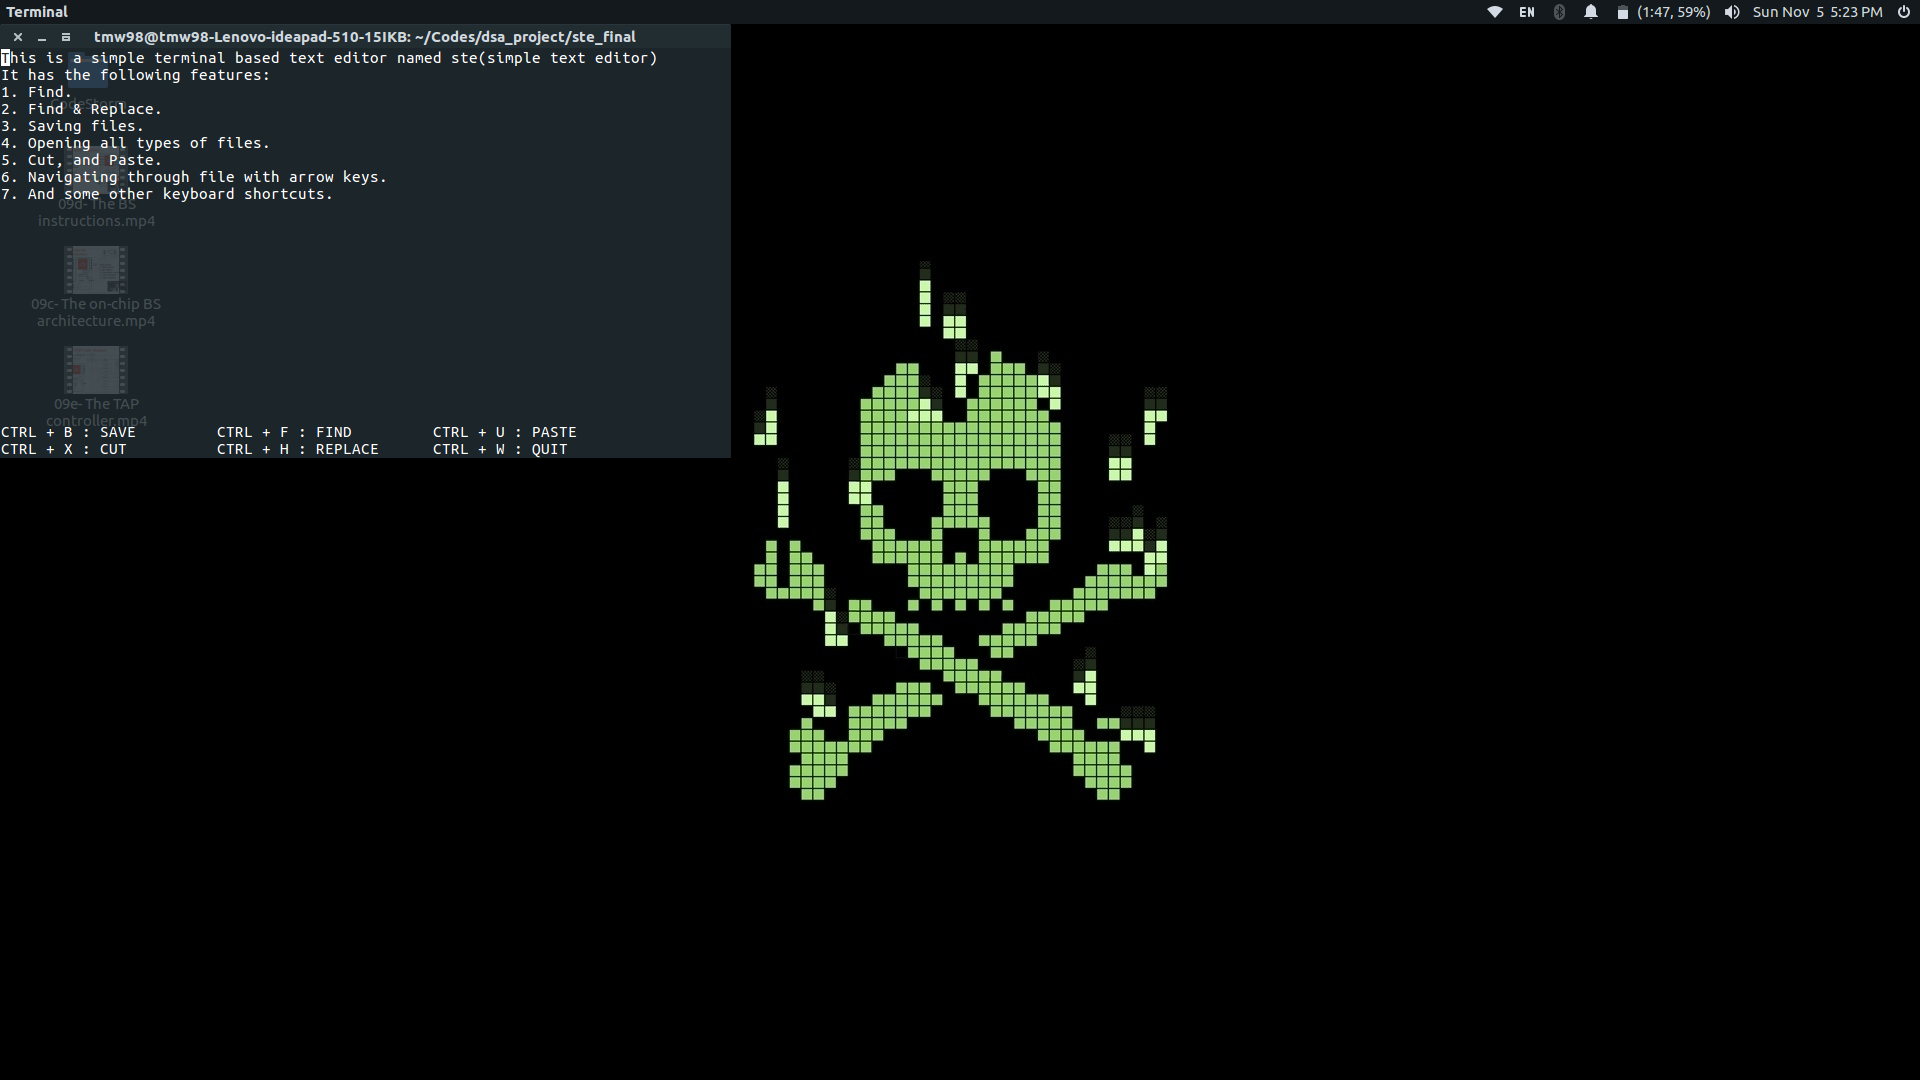 Terminal
EN
(1:47, 59%)
Sun Nov 5 5:23 PM
tmw98@tmw98-Lenovo-ideapad-510-15IKB: ~/Codes/dsa_project/ste_final
This is a simple terminal based text editor named ste(simple text editor)
It has the following features:
1. Find.
2. Find & Replace.
3. Saving files.
4. Opening all types of files.
5. Cut, and Paste.
6. Navigating through file with arrow keys.
7. And some other keyboard shortcuts.
CodeStorm
09d- The BS
instructions.mp4
09c- The on-chip BS
architecture.mp4
09e- The TAP
controller.mp4
CTRL + B : SAVE CTRL + F : FIND CTRL + U : PASTE
CTRL + X : CUT CTRL + H : REPLACE CTRL + W : QUIT